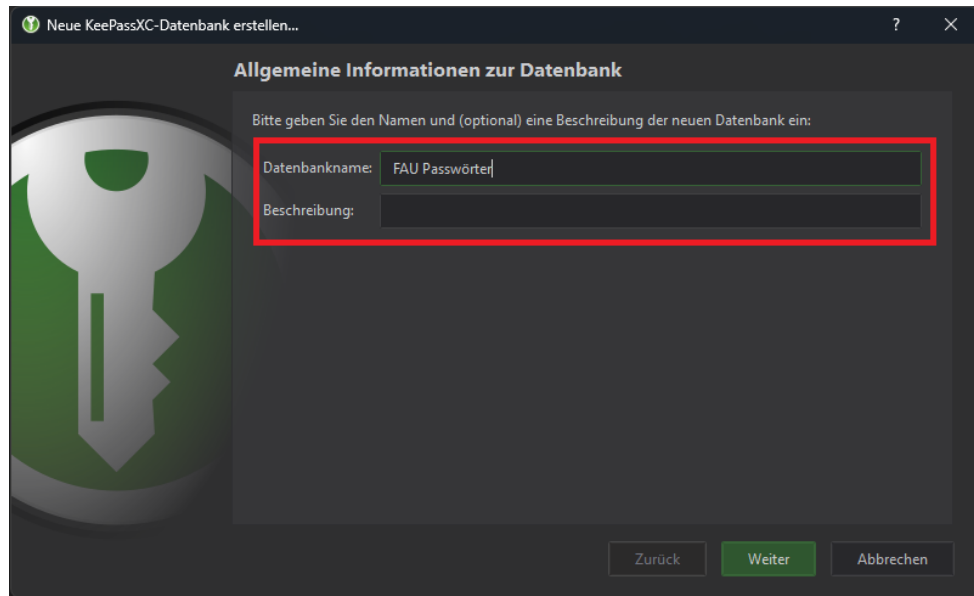 Neue KeePassXC-Datenbank erstellen...
?
Allgemeine Informationen zur Datenbank
Bitte geben Sie den Namen und (optional) eine Beschreibung der neuen Datenbank ein:
Datenbankname: FAU Passwörter
Beschreibung:
Zurück Weiter Abbrechen